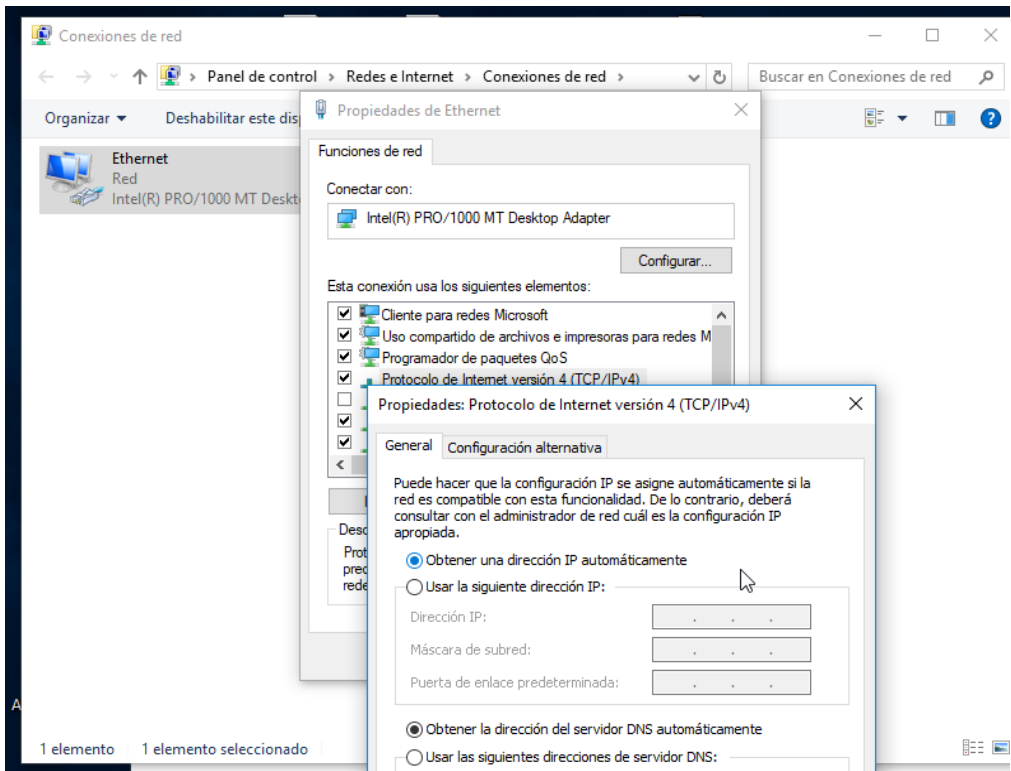 Conexiones de red
Panel de control > Redes e Internet > Conexiones de red >
Buscar en Conexiones de red
Organizar
Deshabilitar este dis
Ethernet
Red
Intel(R) PRO/1000 MT Deskt
Propiedades de Ethernet
Funciones de red
Conectar con:
Intel(R) PRO/1000 MT Desktop Adapter
Configurar...
Esta conexión usa los siguientes elementos:
Cliente para redes Microsoft
Uso compartido de archivos e impresoras para redes M
Programador de paquetes QoS
Protocolo de Internet versión 4 (TCP/IPv4)
Desc
Prot
prec
rede
Propiedades: Protocolo de Internet versión 4 (TCP/IPv4)
General
Configuración alternativa
Puede hacer que la configuración IP se asigne automáticamente si la
red es compatible con esta funcionalidad. De lo contrario, deberá
consultar con el administrador de red cuál es la configuración IP
apropiada.
Obtener una dirección IP automáticamente
Usar la siguiente dirección IP:
Dirección IP:
Máscara de subred:
Puerta de enlace predeterminada:
Obtener la dirección del servidor DNS automáticamente
Usar las siguientes direcciones de servidor DNS:
A
1 elemento
1 elemento seleccionado